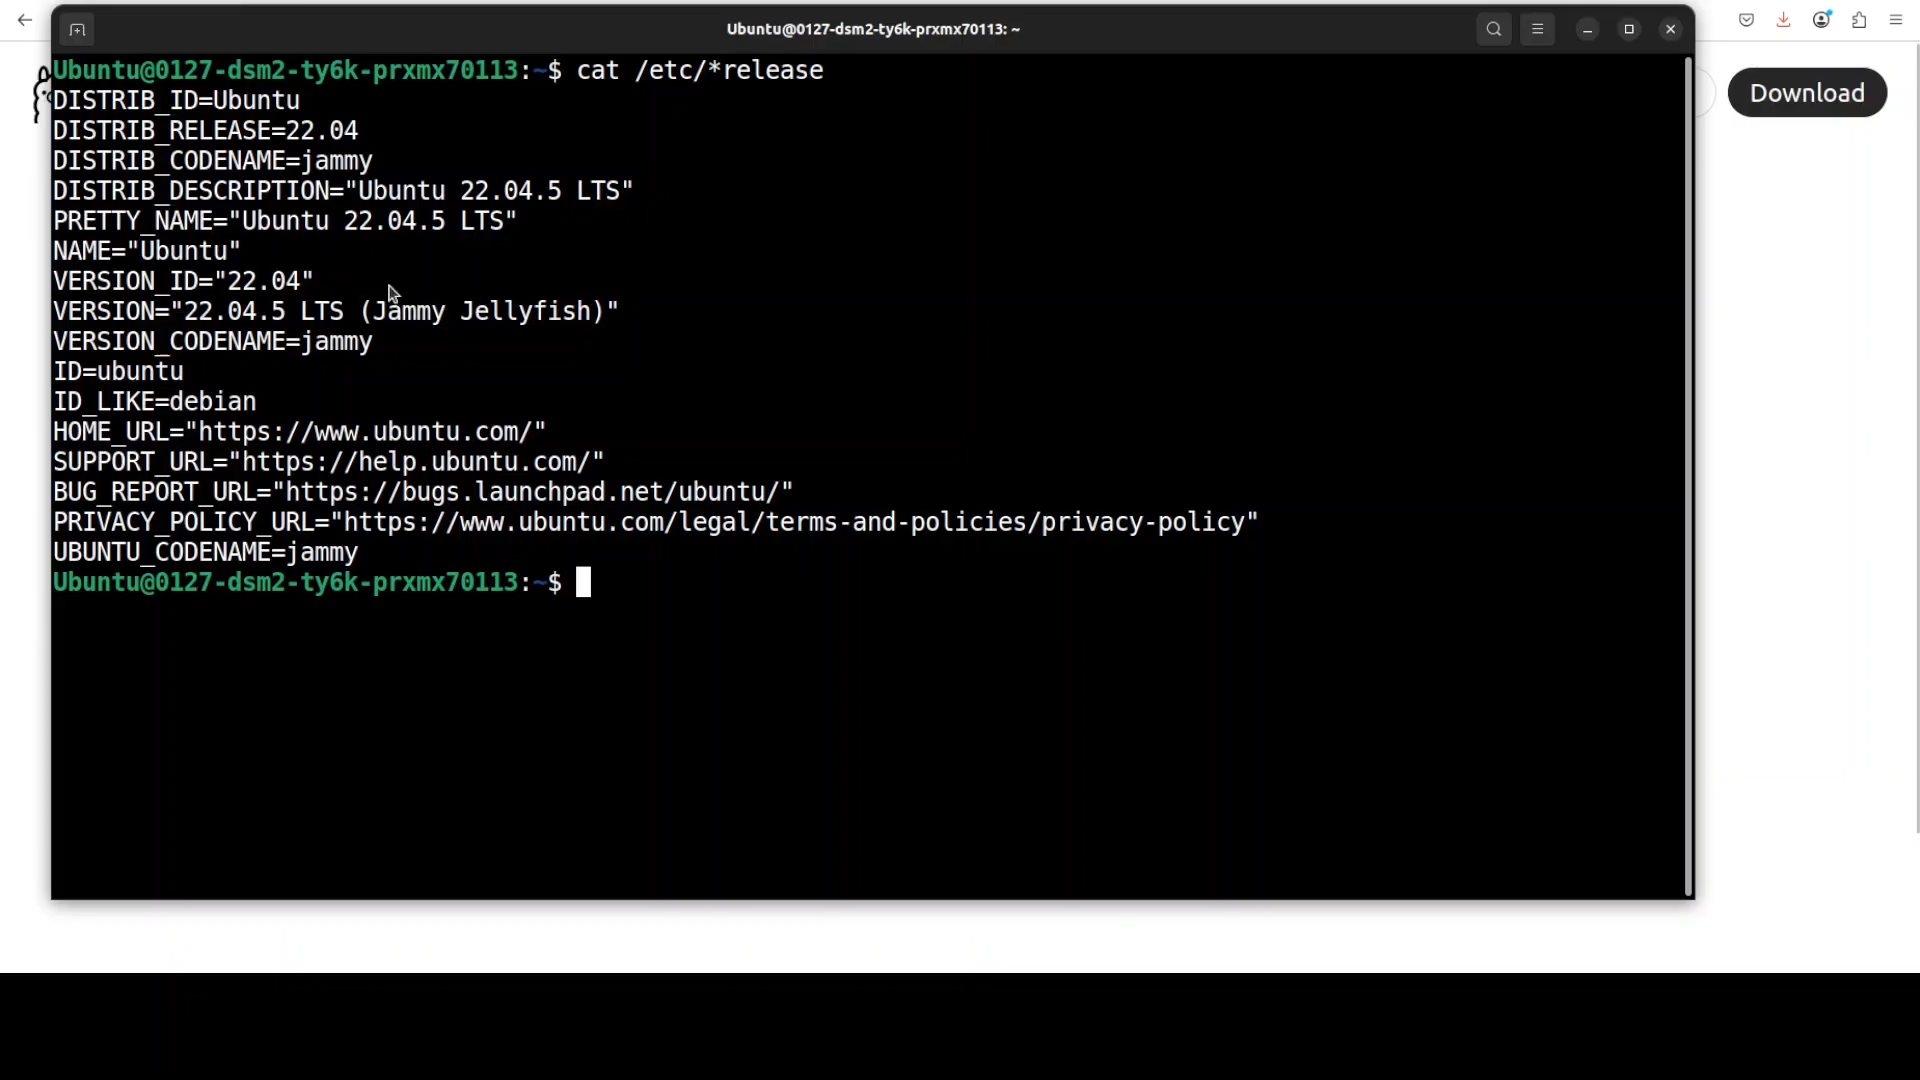 Ubuntu@0127-dsm2-ty6k-prxmx70113: ~
Download
Ubuntu@0127-dsm2-ty6k-prxmx70113:~$ cat /etc/*release
DISTRIB_ID=Ubuntu
DISTRIB_RELEASE=22.04
DISTRIB_CODENAME=jammy
DISTRIB_DESCRIPTION="Ubuntu 22.04.5 LTS"
PRETTY_NAME="Ubuntu 22.04.5 LTS"
NAME="Ubuntu"
VERSION_ID="22.04"
VERSION="22.04.5 LTS (Jammy Jellyfish)"
VERSION_CODENAME=jammy
ID=ubuntu
ID_LIKE=debian
HOME_URL="https://www.ubuntu.com/"
SUPPORT_URL="https://help.ubuntu.com/"
BUG_REPORT_URL="https://bugs.launchpad.net/ubuntu/"
PRIVACY_POLICY_URL="https://www.ubuntu.com/legal/terms-and-policies/privacy-policy"
UBUNTU_CODENAME=jammy
Ubuntu@0127-dsm2-ty6k-prxmx70113:~$